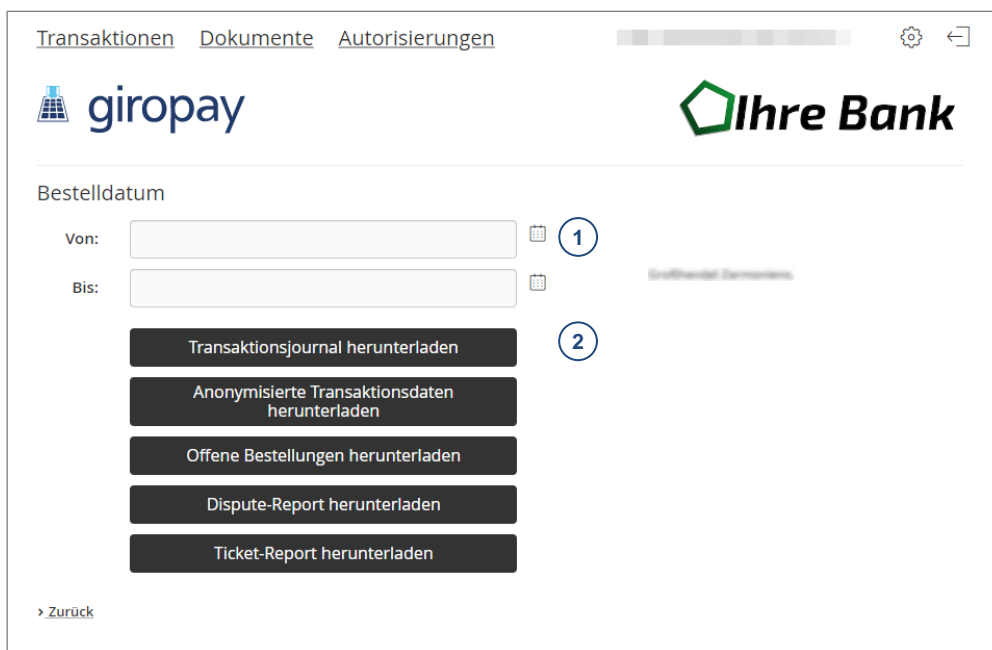 Transaktionen Dokumente Autorisierungen
giropay
Ihre Bank
Bestelldatum
Von:
1
Bis:
2
Transaktionsjournal herunterladen
Anonymisierte Transaktionsdaten
herunterladen
Offene Bestellungen herunterladen
Dispute-Report herunterladen
Ticket-Report herunterladen
› Zurück